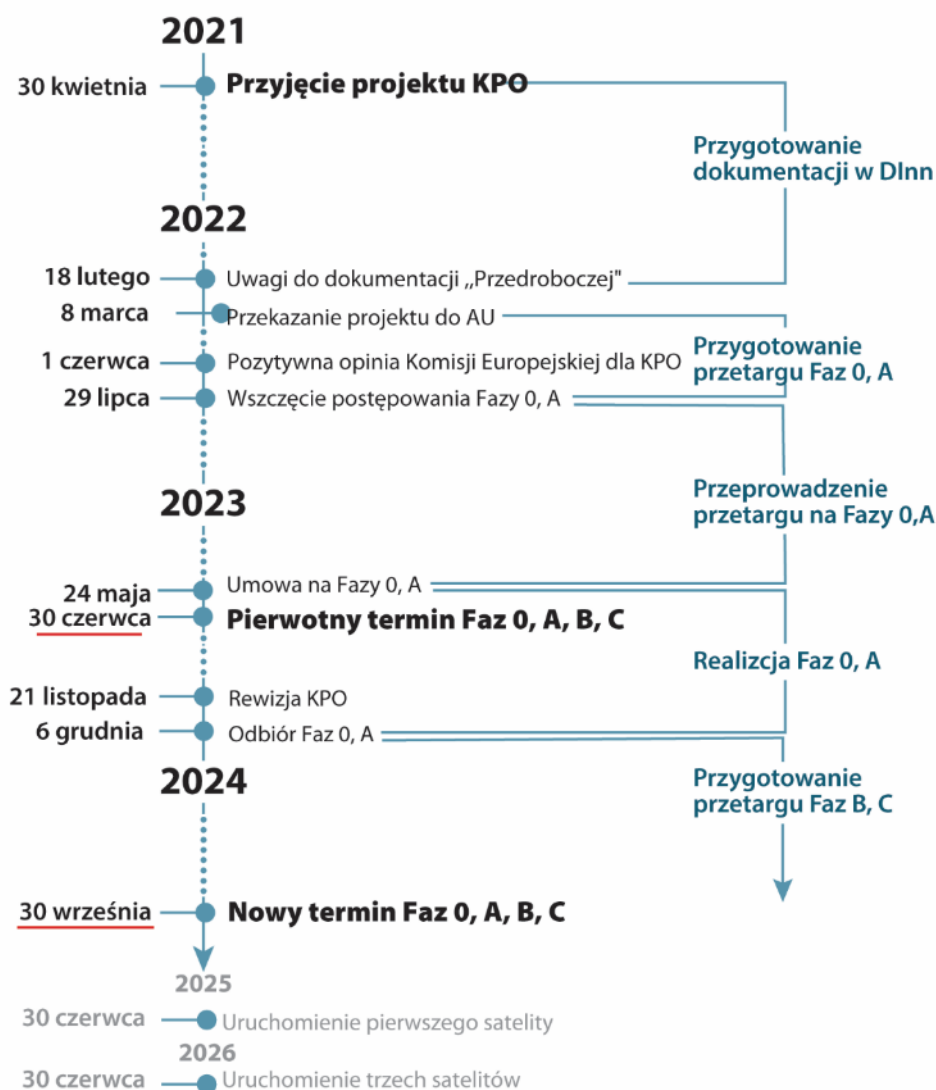 2021
30 kwietnia
Przyjęcie projektu KPO
Przygotowanie
dokumentacji w DInn
2022
18 lutego
Uwagi do dokumentacji „Przedroboczej"
8 marca
Przekazanie projektu do AU
1 czerwca
Pozytywna opinia Komisji Europejskiej dla KPO
Przygotowanie
przetargu Faz 0, A
29 lipca
Wszczęcie postępowania Fazy 0, A
2023
Przeprowadzenie
przetargu na Fazy 0,A
24 maja
Umowa na Fazy 0, A
30 czerwca
Pierwotny termin Faz 0, A, B, C
Realizcja Faz 0, A
21 listopada
Rewizja KPO
6 grudnia
Odbiór Faz 0, A
2024
Przygotowanie
przetargu Faz B, C
30 września
Nowy termin Faz 0, A, B, C
2025
30 czerwca
Uruchomienie pierwszego satelity
2026
30 czerwca
Uruchomienie trzech satelitów